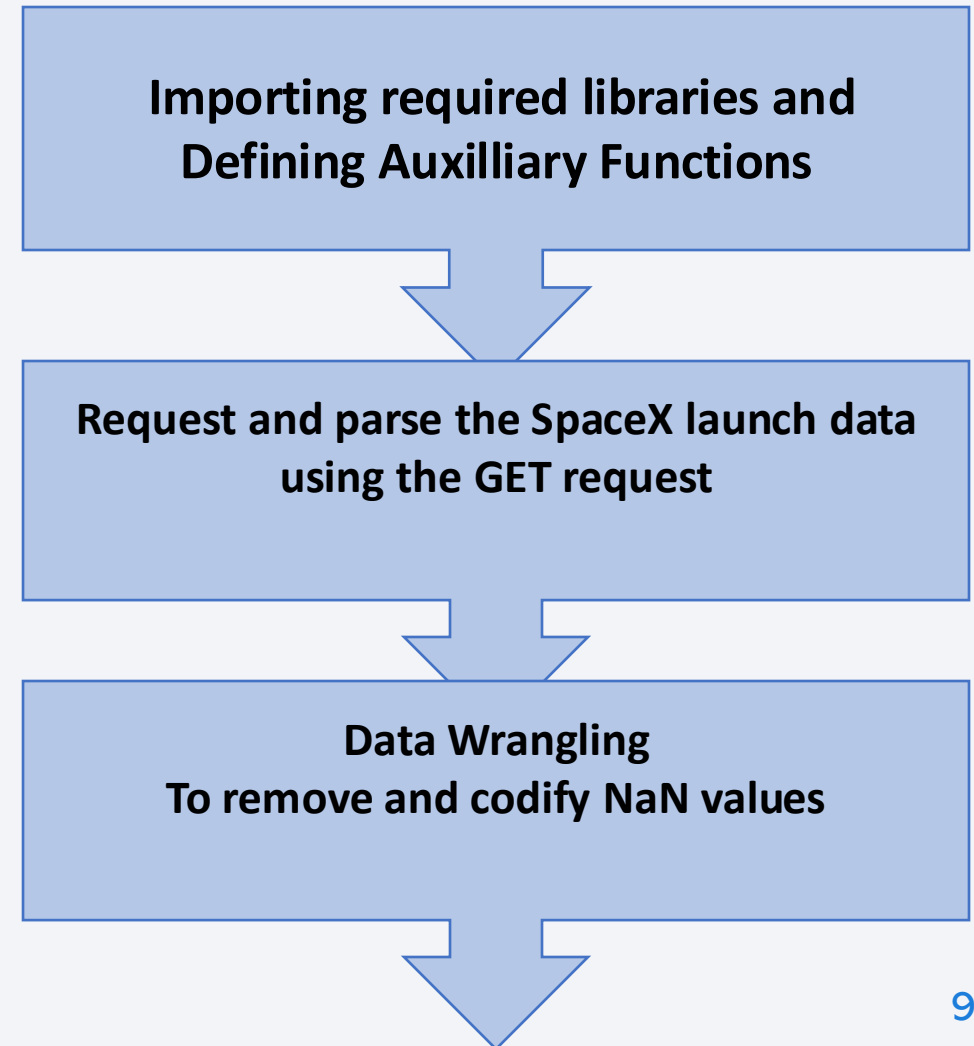 Importing required libraries and
Defining Auxilliary Functions
Request and parse the SpaceX launch data
using the GET request
Data Wrangling
To remove and codify NaN values
9